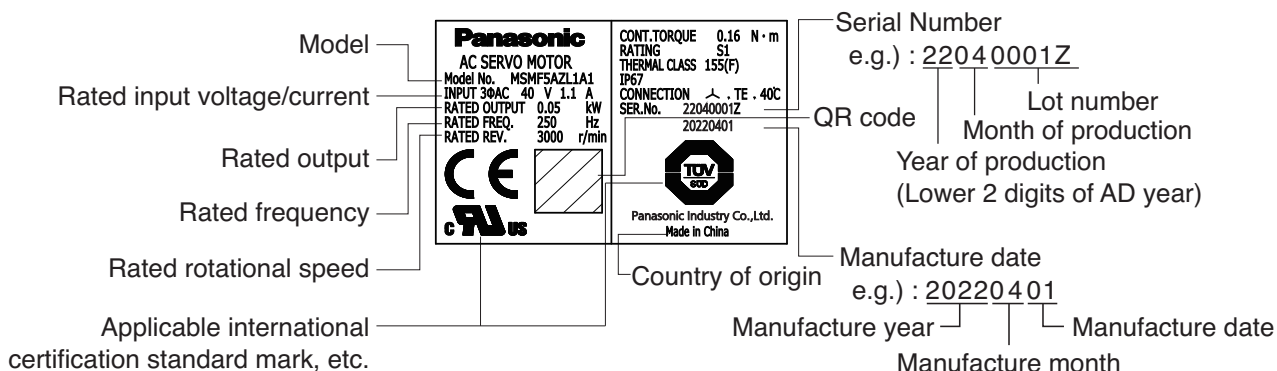 Model
Rated input voltage/current
Rated output
Rated frequency
Rated rotational speed
Applicable international
certification standard mark, etc.
Panasonic
AC SERVO MOTOR
Model No. MSMF5AZL1A1
INPUT 3ΦAC 40 V 1.1 A
RATED OUTPUT 0.05 kW
RATED FREQ. 250 Hz
RATED REV. 3000 r/min
CE
C RU US
CONT.TORQUE 0.16 N・m
RATING S1
THERMAL CLASS 155(F)
IP67
CONNECTION 人 . TE . 40℃
SER.No. 22040001Z
20220401
TÜV
SÜD
Panasonic Industry Co.,Ltd.
Made in China
Serial Number
e.g.) : 22040001Z
Lot number
Month of production
Year of production
(Lower 2 digits of AD year)
QR code
Country of origin
Manufacture date
e.g.) : 20220401
Manufacture year
Manufacture date
Manufacture month